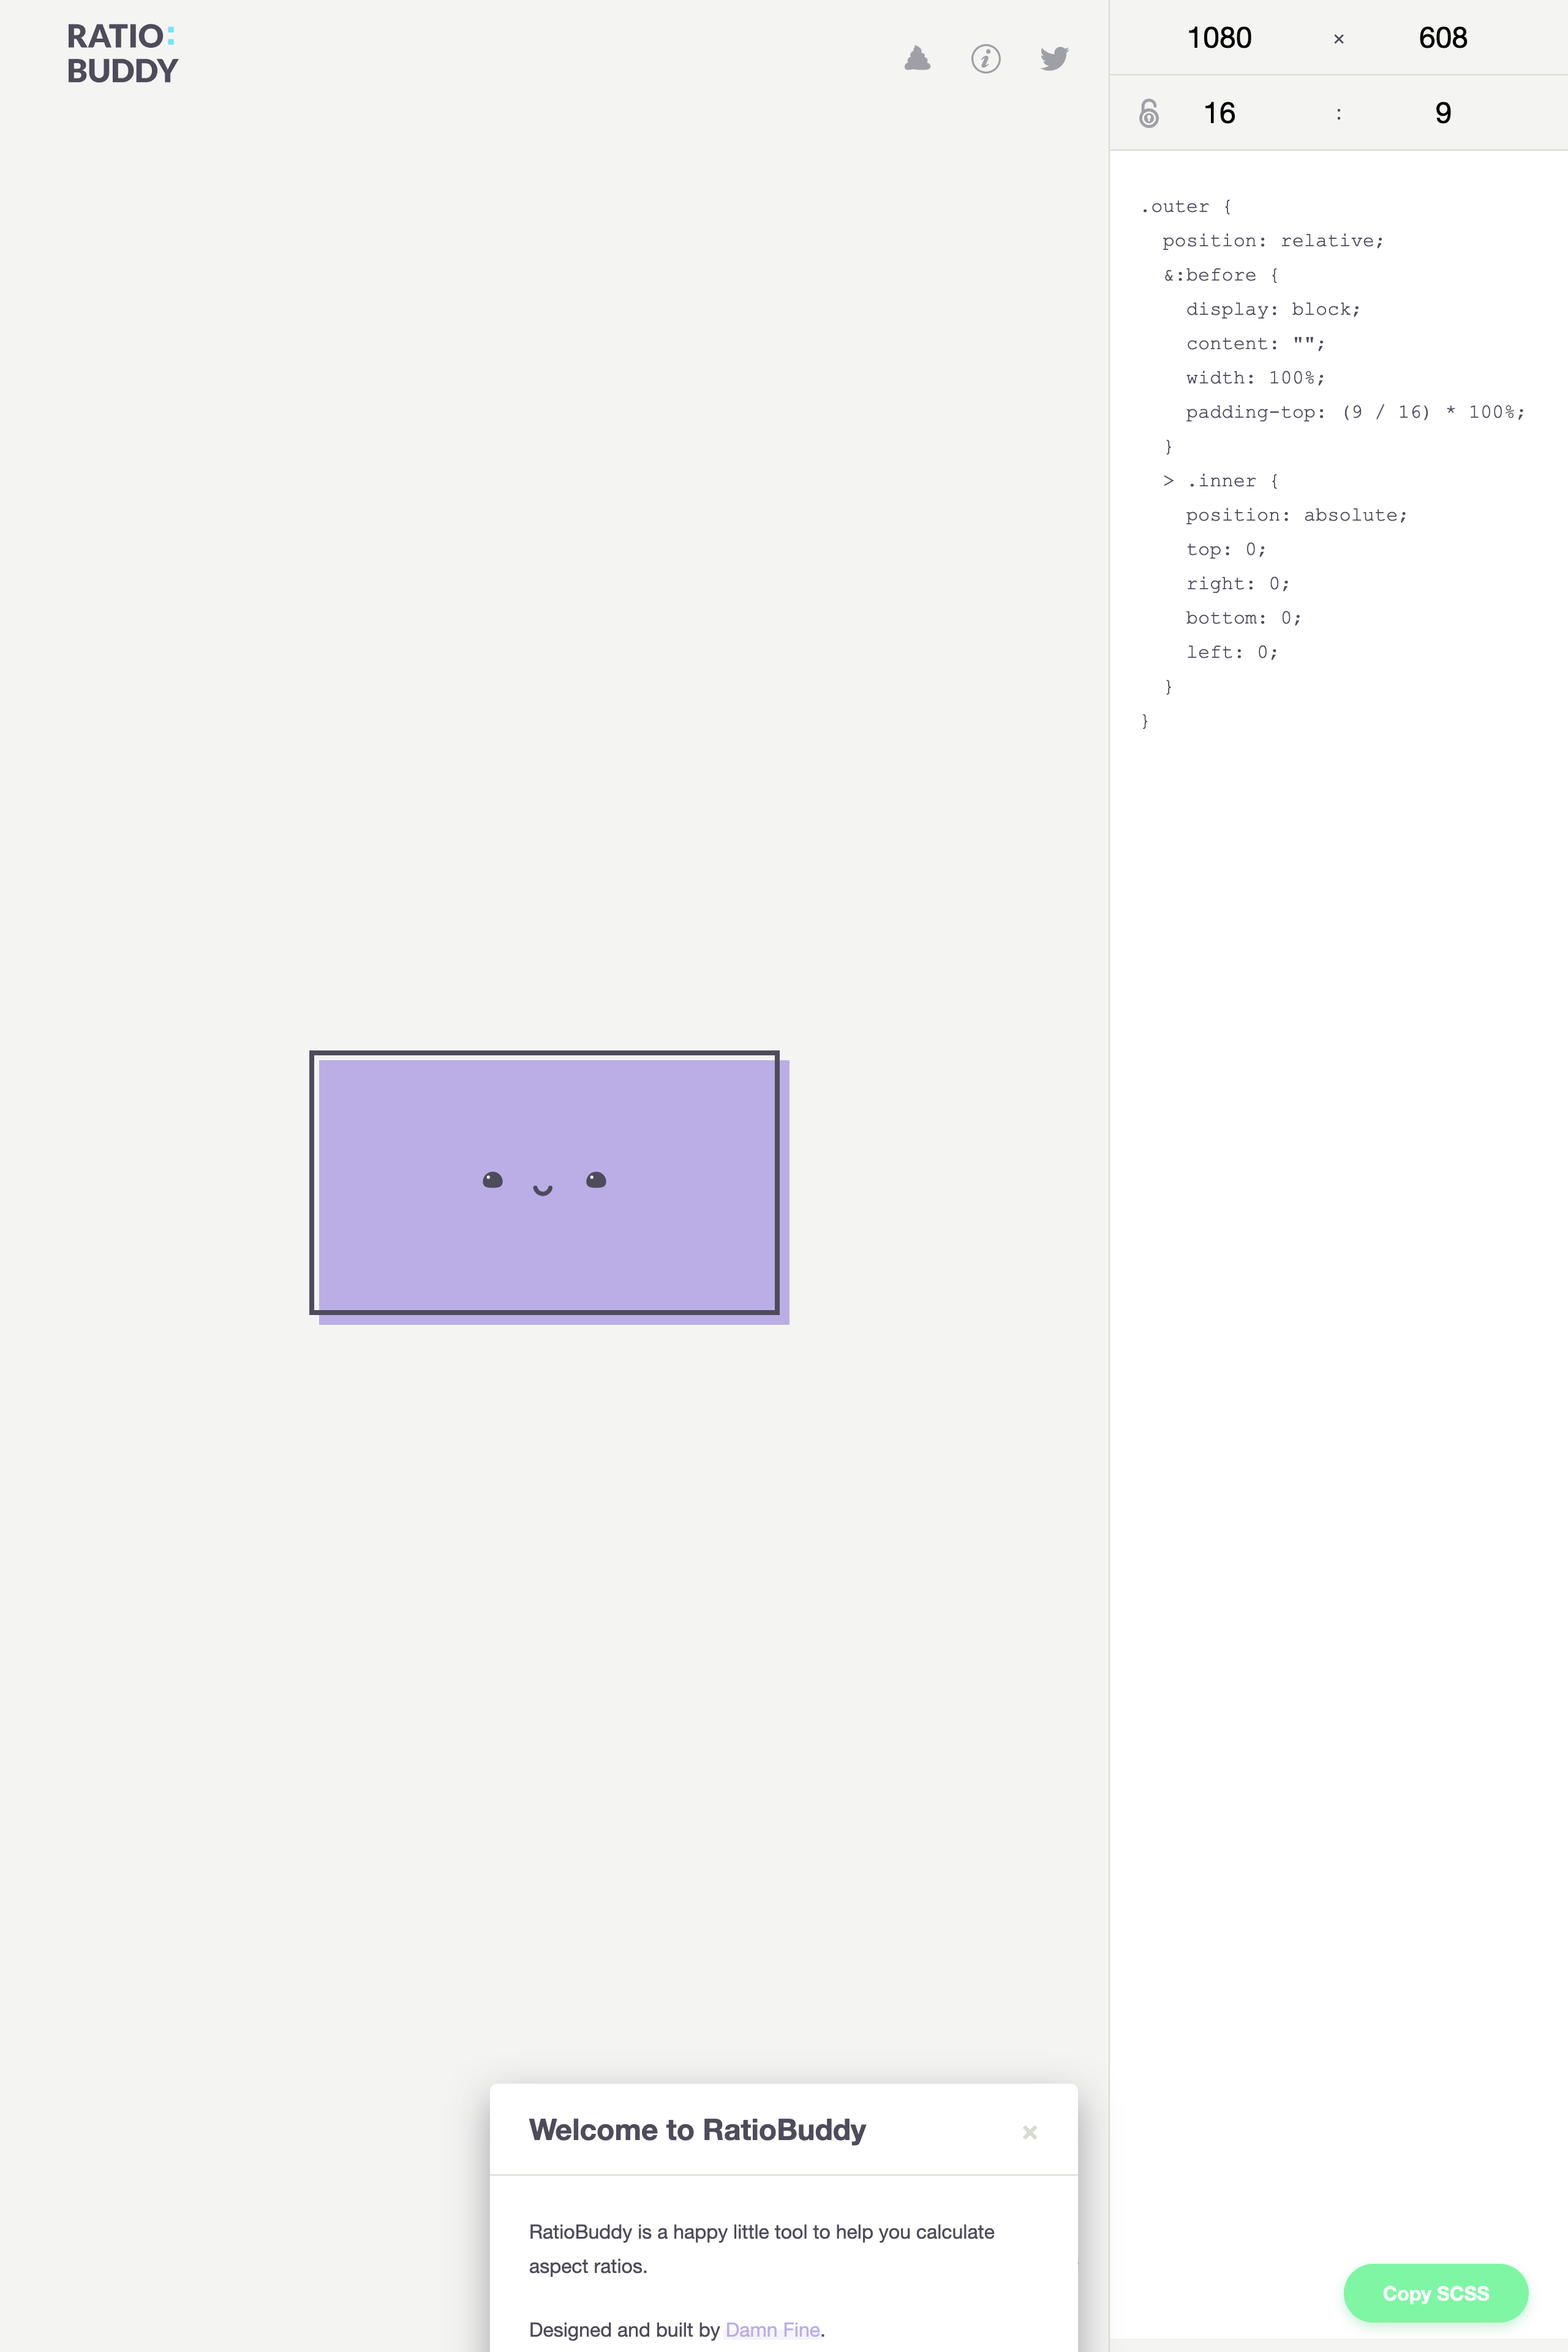 RATIO:
BUDDY
1080 × 608
16 : 9
.outer {
  position: relative;
  &:before {
    display: block;
    content: "";
    width: 100%;
    padding-top: (9 / 16) * 100%;
  }
  > .inner {
    position: absolute;
    top: 0;
    right: 0;
    bottom: 0;
    left: 0;
  }
}
Welcome to RatioBuddy
×
RatioBuddy is a happy little tool to help you calculate
aspect ratios.
Designed and built by Damn Fine.
Copy SCSS